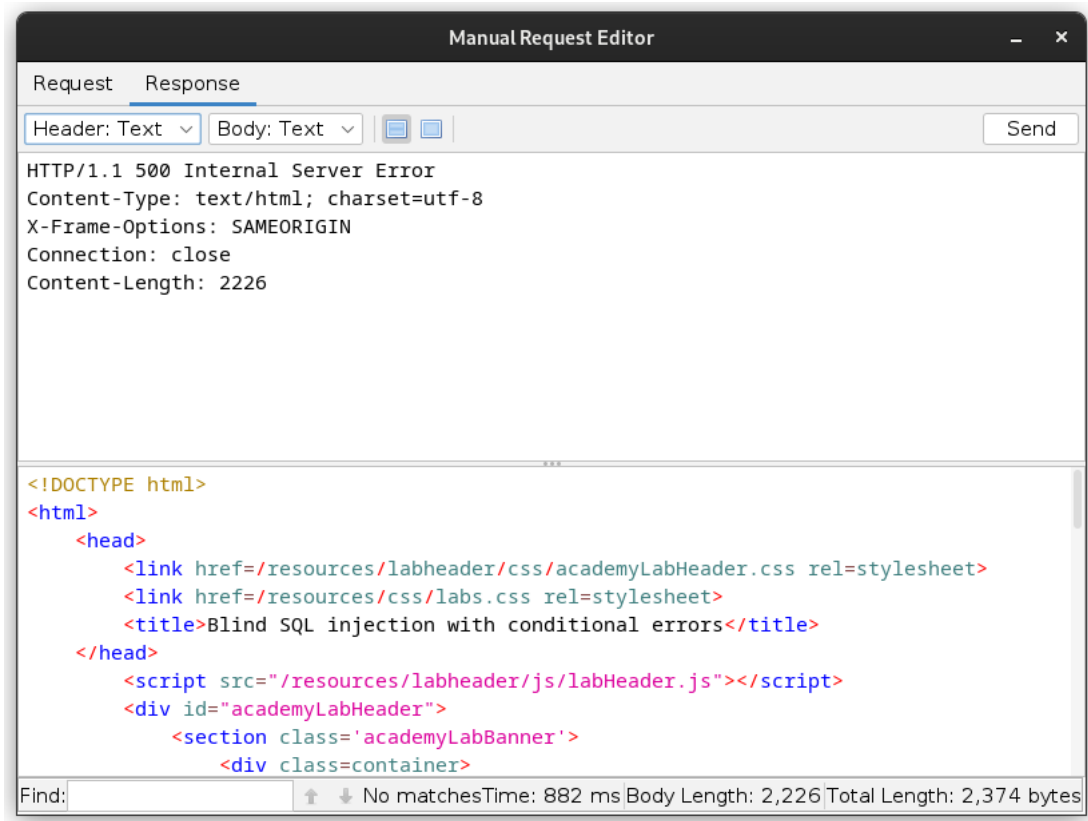 Manual Request Editor
Request Response
Header: Text Body: Text Send
HTTP/1.1 500 Internal Server Error
Content-Type: text/html; charset=utf-8
X-Frame-Options: SAMEORIGIN
Connection: close
Content-Length: 2226
<!DOCTYPE html>
<html>
    <head>
        <link href=/resources/labheader/css/academyLabHeader.css rel=stylesheet>
        <link href=/resources/css/labs.css rel=stylesheet>
        <title>Blind SQL injection with conditional errors</title>
    </head>
        <script src="/resources/labheader/js/labHeader.js"></script>
        <div id="academyLabHeader">
            <section class='academyLabBanner'>
                <div class=container>
Find: No matches Time: 882 ms Body Length: 2,226 Total Length: 2,374 bytes